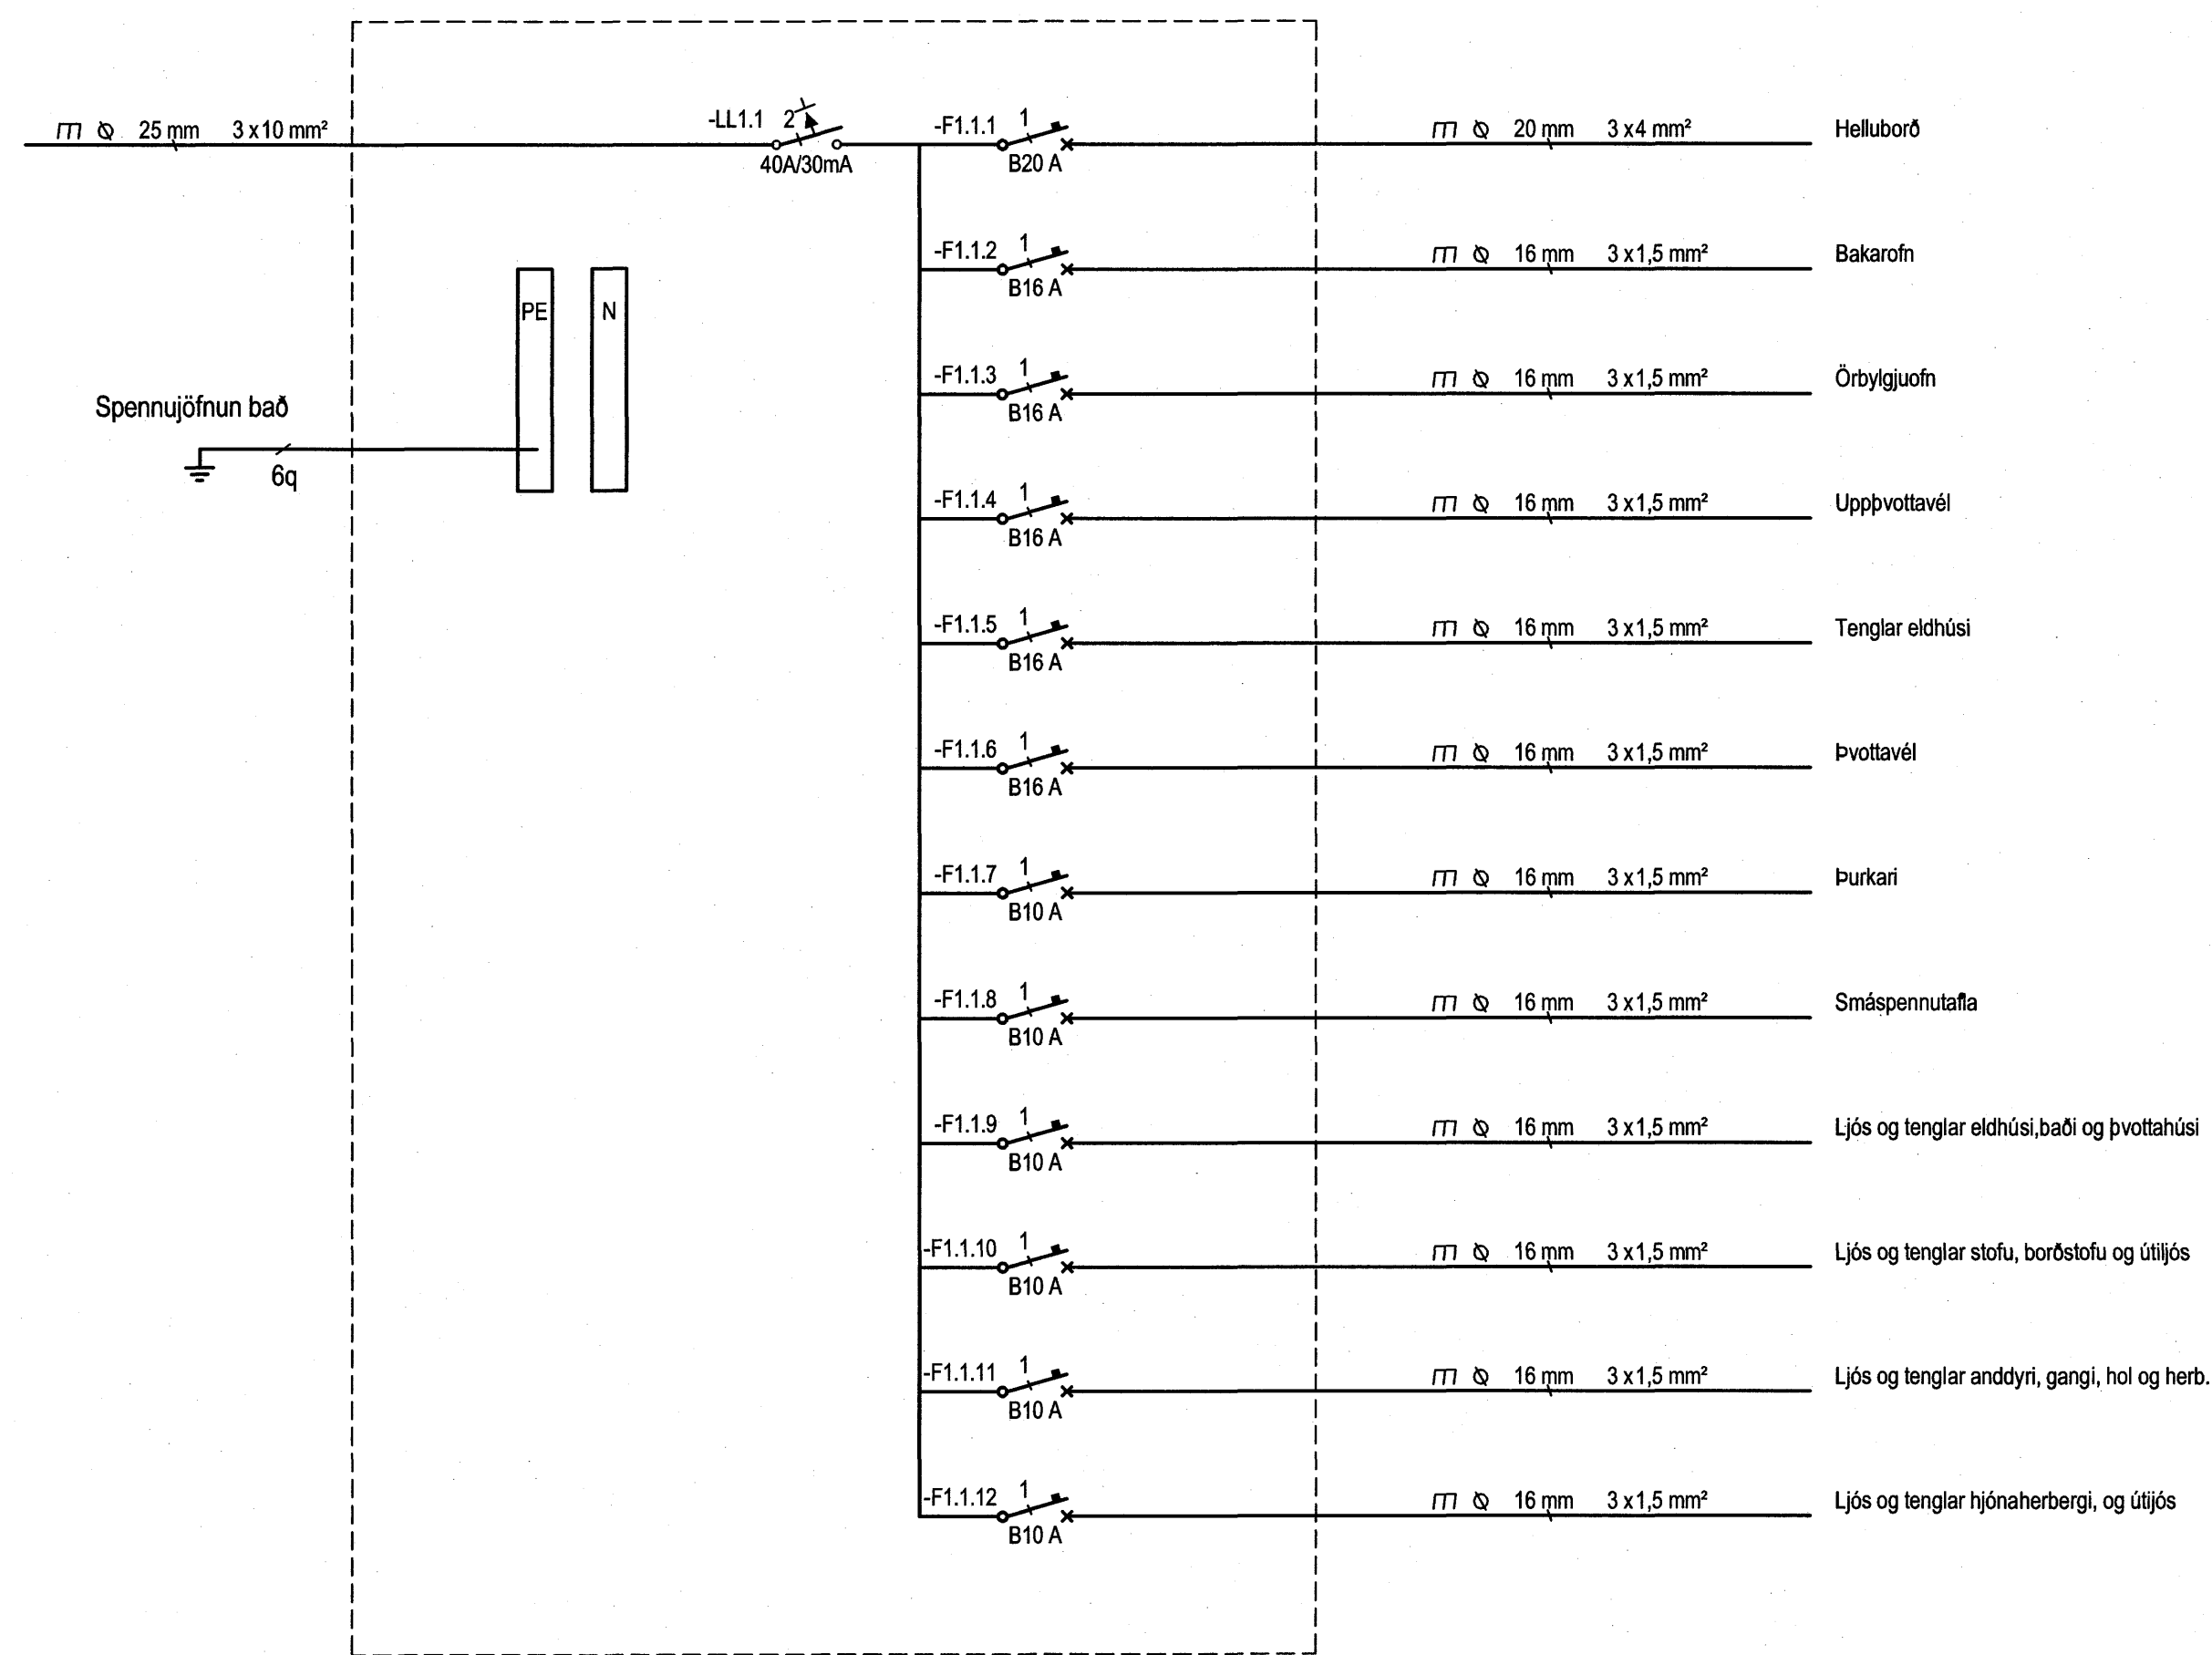 25 mm 3 x 10 mm²
-LL1.1 2
40A/30mA
-F1.1.1 1
B20 A
20 mm 3 x 4 mm²
Helluborð
-F1.1.2 1
B16 A
16 mm 3 x 1,5 mm²
Bakarofn
PE
N
-F1.1.3 1
B16 A
16 mm 3 x 1,5 mm²
Örbylgjuofn
Spennujöfnun bað
6q
-F1.1.4 1
B16 A
16 mm 3 x 1,5 mm²
Uppþvottavél
-F1.1.5 1
B16 A
16 mm 3 x 1,5 mm²
Tenglar eldhúsi
-F1.1.6 1
B16 A
16 mm 3 x 1,5 mm²
Þvottavél
-F1.1.7 1
B10 A
16 mm 3 x 1,5 mm²
Þurkari
-F1.1.8 1
B10 A
16 mm 3 x 1,5 mm²
Smáspennutafla
-F1.1.9 1
B10 A
16 mm 3 x 1,5 mm²
Ljós og tenglar eldhúsi,baði og þvottahúsi
-F1.1.10 1
B10 A
16 mm 3 x 1,5 mm²
Ljós og tenglar stofu, borðstofu og útiljós
-F1.1.11 1
B10 A
16 mm 3 x 1,5 mm²
Ljós og tenglar anddyri, gangi, hol og herb.
-F1.1.12 1
B10 A
16 mm 3 x 1,5 mm²
Ljós og tenglar hjónaherbergi, og útijós